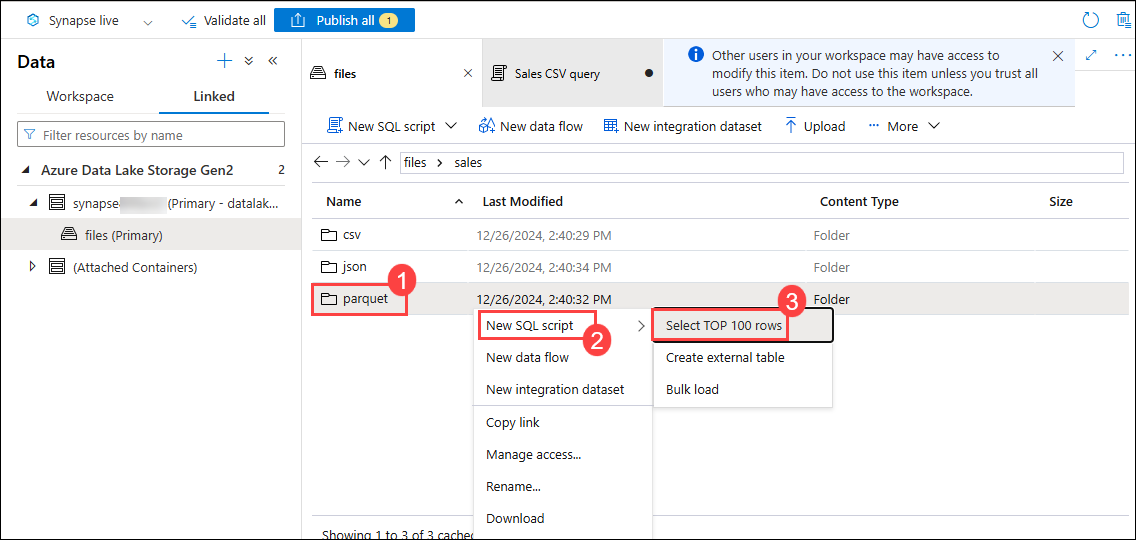 Synapse live
Validate all
Publish all 1
Data
Workspace
Linked
Filter resources by name
Azure Data Lake Storage Gen2 2
synapse (Primary - datalak...
files (Primary)
(Attached Containers)
files
Sales CSV query
Other users in your workspace may have access to
modify this item. Do not use this item unless you trust all
users who may have access to the workspace.
New SQL script
New data flow
New integration dataset
Upload
More
files > sales
Name Last Modified Content Type Size
csv 12/26/2024, 2:40:29 PM Folder
json 12/26/2024, 2:40:34 PM Folder
parquet 12/26/2024, 2:40:32 PM Folder
1
New SQL script
2
New data flow
New integration dataset
Copy link
Manage access...
Rename...
Download
3
Select TOP 100 rows
Create external table
Bulk load
Showing 1 to 3 of 3 cached